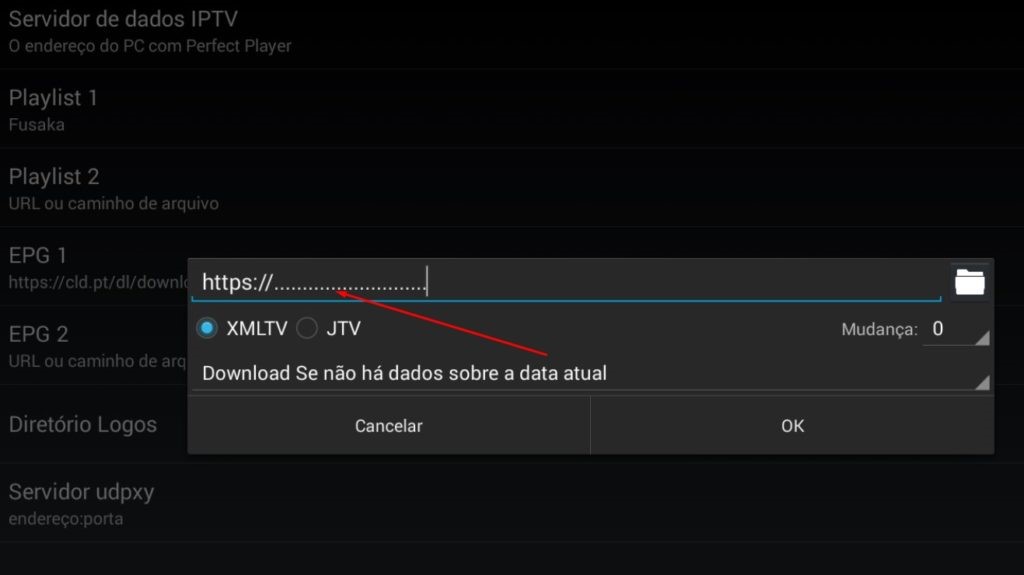 Servidor de dados IPTV
O endereço do PC com Perfect Player
Playlist 1
Fusaka
Playlist 2
URL ou caminho de arquivo
EPG 1
https://cld.pt/dl/downlo
https://...........................
XMLTV JTV Mudança: 0
EPG 2
URL ou caminho de arq
Download Se não há dados sobre a data atual
Diretório Logos
Cancelar OK
Servidor udpxy
endereço:porta